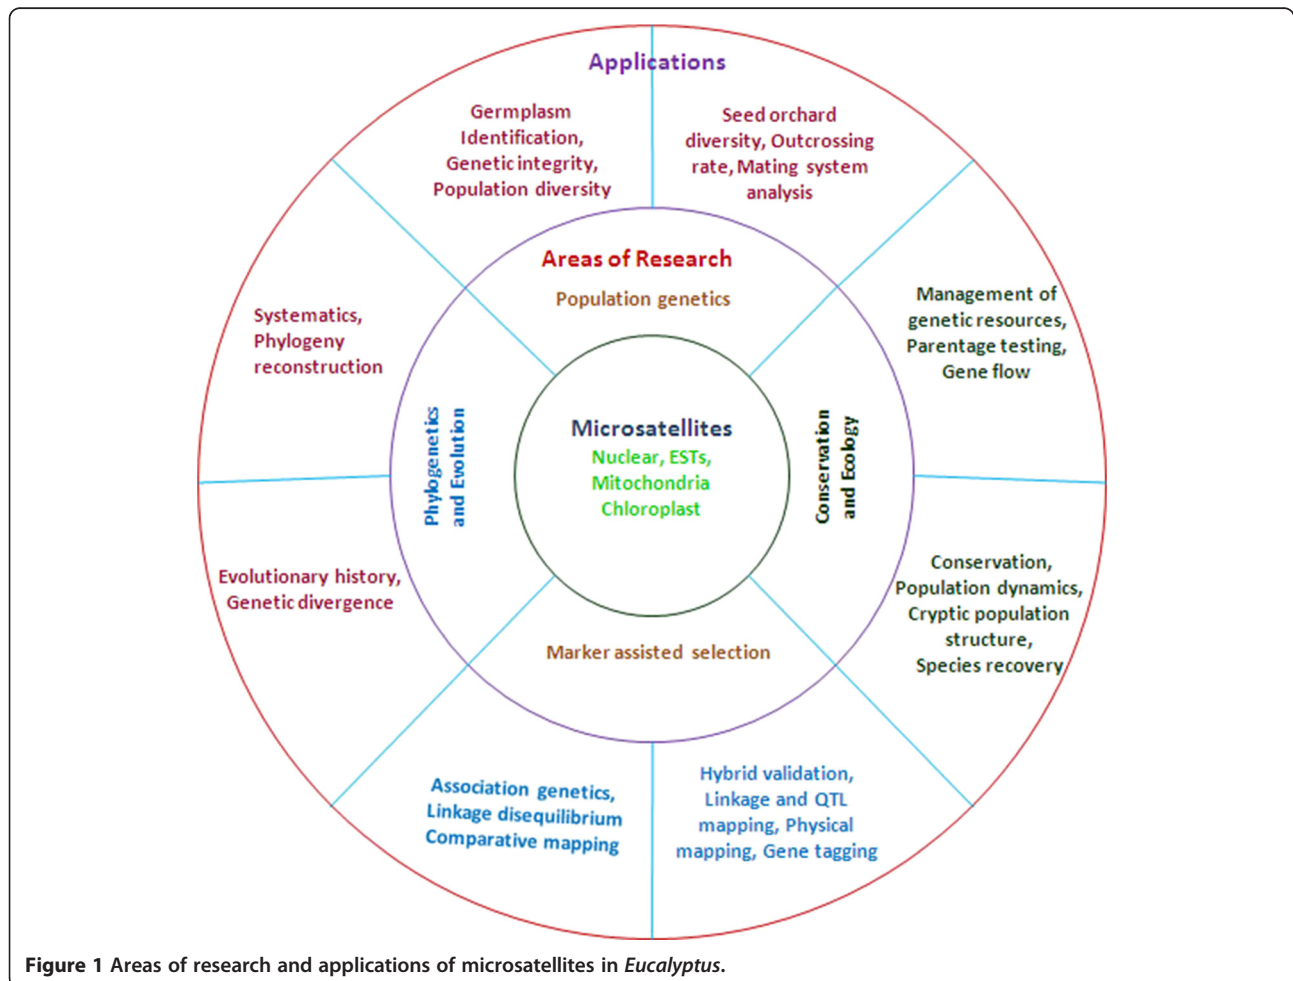 Applications
Germplasm
Identification,
Genetic integrity,
Population diversity
Seed orchard
diversity, Outcrossing
rate, Mating system
analysis
Areas of Research
Population genetics
Systematics,
Phylogeny
reconstruction
Management of
genetic resources,
Parentage testing,
Gene flow
Phylogenetics
and Evolution
Microsatellites
Nuclear, ESTs,
Mitochondria
Chloroplast
Conservation
and Ecology
Evolutionary history,
Genetic divergence
Conservation,
Population dynamics,
Cryptic population
structure,
Species recovery
Marker assisted selection
Association genetics,
Linkage disequilibrium
Comparative mapping
Hybrid validation,
Linkage and QTL
mapping, Physical
mapping, Gene tagging
Figure 1 Areas of research and applications of microsatellites in Eucalyptus.